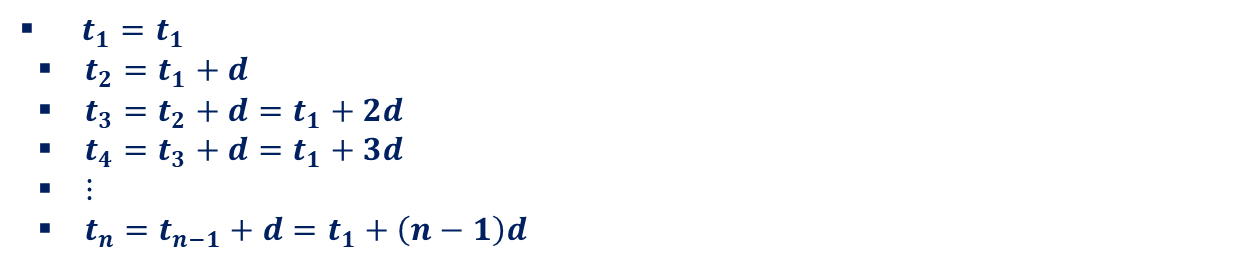 ▪ t₁ = t₁
▪ t₂ = t₁ + d
▪ t₃ = t₂ + d = t₁ + 2d
▪ t₄ = t₃ + d = t₁ + 3d
▪ ⋮
▪ tₙ = tₙ₋₁ + d = t₁ + (n − 1)d